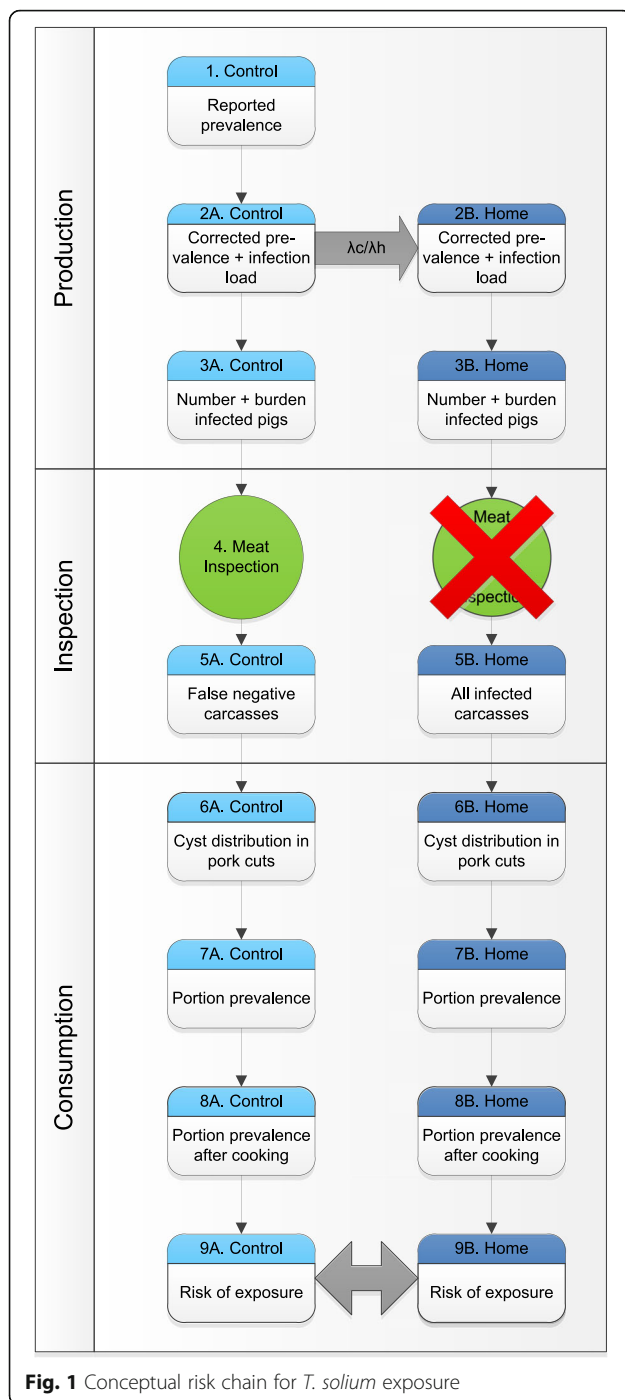 Production
1. Control
Reported
prevalence
2A. Control
Corrected pre-
valence + infection
load
λc/λh
2B. Home
Corrected pre-
valence + infection
load
3A. Control
Number + burden
infected pigs
3B. Home
Number + burden
infected pigs
Inspection
4. Meat
Inspection
Meat
spectio
5A. Control
False negative
carcasses
5B. Home
All infected
carcasses
Consumption
6A. Control
Cyst distribution in
pork cuts
6B. Home
Cyst distribution in
pork cuts
7A. Control
Portion prevalence
7B. Home
Portion prevalence
8A. Control
Portion prevalence
after cooking
8B. Home
Portion prevalence
after cooking
9A. Control
Risk of exposure
9B. Home
Risk of exposure
Fig. 1 Conceptual risk chain for T. solium exposure